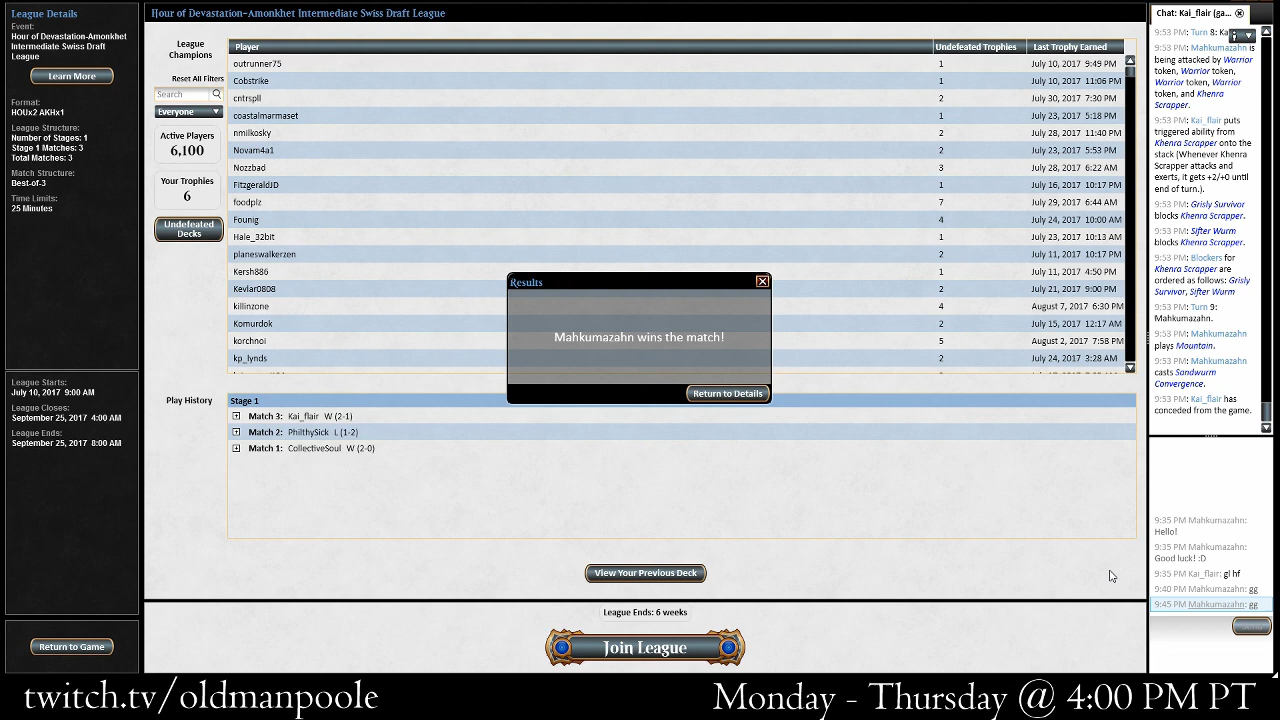 League Details
Event:
Hour of Devastation-Amonkhet
Intermediate Swiss Draft
League
Learn More
Format:
HOUx2 AKHx1
League Structure:
Number of Stages: 1
Stage 1 Matches: 3
Total Matches: 3
Match Structure:
Best-of-3
Time Limits:
25 Minutes
League Starts:
July 10, 2017 9:00 AM
League Closes:
September 25, 2017 4:00 AM
League Ends:
September 25, 2017 8:00 AM
Return to Game
Hour of Devastation-Amonkhet Intermediate Swiss Draft League
League
Champions
Reset All Filters
Search
Everyone
Active Players
6,100
Your Trophies
6
Undefeated
Decks
Player Undefeated Trophies Last Trophy Earned
outrunner75 1 July 10, 2017 9:49 PM
Cobstrike 1 July 10, 2017 11:06 PM
cntrspll 2 July 30, 2017 7:30 PM
coastalmarmaset 1 July 23, 2017 5:18 PM
nmilkosky 2 July 28, 2017 11:40 PM
Novam4a1 2 July 23, 2017 5:53 PM
Nozzbad 3 July 28, 2017 6:22 AM
FitzgeraldJD 1 July 16, 2017 10:17 PM
foodplz 7 July 29, 2017 6:44 AM
Founig 4 July 24, 2017 10:00 AM
Hale_32bit 1 July 23, 2017 10:13 AM
planeswalkerzen 2 July 11, 2017 10:17 PM
Kersh886 1 July 11, 2017 4:50 PM
Kevlar0808 2 July 21, 2017 9:00 PM
killinzone 4 August 7, 2017 6:30 PM
Komurdok 2 July 15, 2017 12:17 AM
korchnoi 5 August 2, 2017 7:58 PM
kp_lynds 2 July 24, 2017 3:28 AM
Results
Mahkumazahn wins the match!
Return to Details
Play History
Stage 1
Match 3: Kai_flair W (2-1)
Match 2: PhilthySick L (1-2)
Match 1: CollectiveSoul W (2-0)
View Your Previous Deck
League Ends: 6 weeks
Join League
Chat: Kai_flair (ga...
9:53 PM: Turn 8: Ka
9:53 PM: Mahkumazahn is
being attacked by Warrior
token, Warrior token,
Warrior token, Warrior
token, and Khenra
Scrapper.
9:53 PM: Kai_flair puts
triggered ability from
Khenra Scrapper onto the
stack (Whenever Khenra
Scrapper attacks and
exerts, it gets +2/+0 until
end of turn.).
9:53 PM: Grisly Survivor
blocks Khenra Scrapper.
9:53 PM: Sifter Wurm
blocks Khenra Scrapper.
9:53 PM: Blockers for
Khenra Scrapper are
ordered as follows: Grisly
Survivor, Sifter Wurm
9:53 PM: Turn 9:
Mahkumazahn.
9:53 PM: Mahkumazahn
plays Mountain.
9:53 PM: Mahkumazahn
casts Sandwurm
Convergence.
9:53 PM: Kai_flair has
conceded from the game.
9:35 PM Mahkumazahn:
Hello!
9:35 PM Mahkumazahn:
Good luck! :D
9:35 PM Kai_flair: gl hf
9:40 PM Mahkumazahn: gg
9:45 PM Mahkumazahn: gg
twitch.tv/oldmanpoole
Monday - Thursday @ 4:00 PM PT